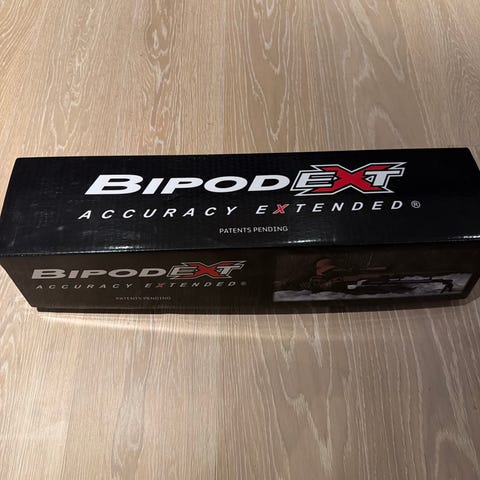 BIPODEXT
ACCURACY EXTENDED®
PATENTS PENDING
BIPODEXT
ACCURACY EXTENDED®
PATENTS PENDING